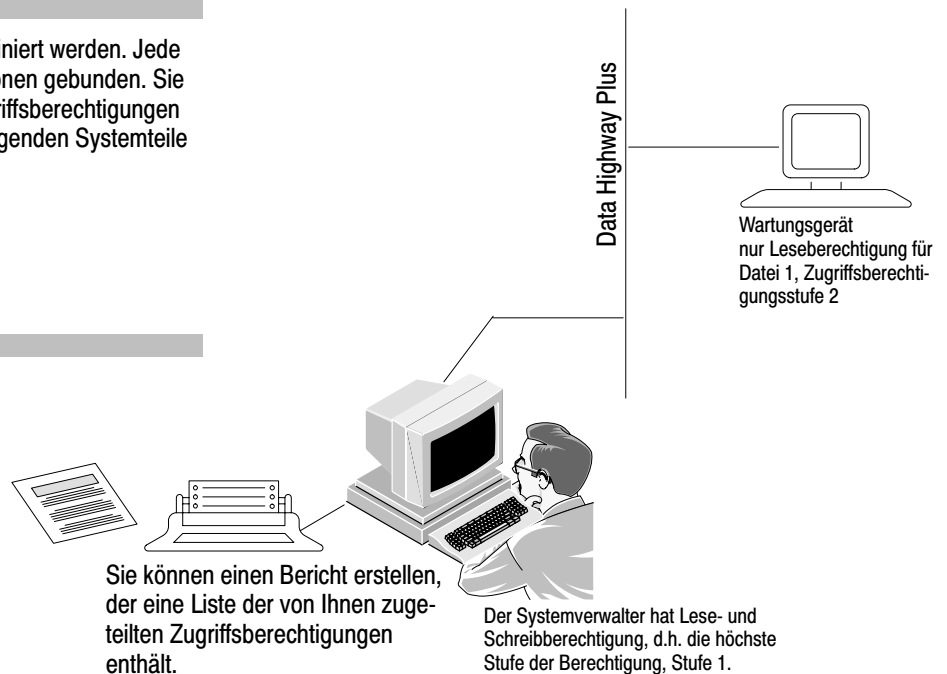 iniert werden. Jede
onen gebunden. Sie
riffsberechtigungen
genden Systemteile
Data Highway Plus
Wartungsgerät
nur Leseberechtigung für
Datei 1, Zugriffsberechti-
gungsstufe 2
Sie können einen Bericht erstellen,
der eine Liste der von Ihnen zuge-
teilten Zugriffsberechtigungen
enthält.
Der Systemverwalter hat Lese- und
Schreibberechtigung, d.h. die höchste
Stufe der Berechtigung, Stufe 1.